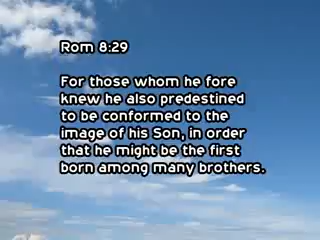 Rom 8:29
For those whom he fore
knew he also predestined
to be conformed to the
image of his Son, in order
that he might be the first
born among many brothers.